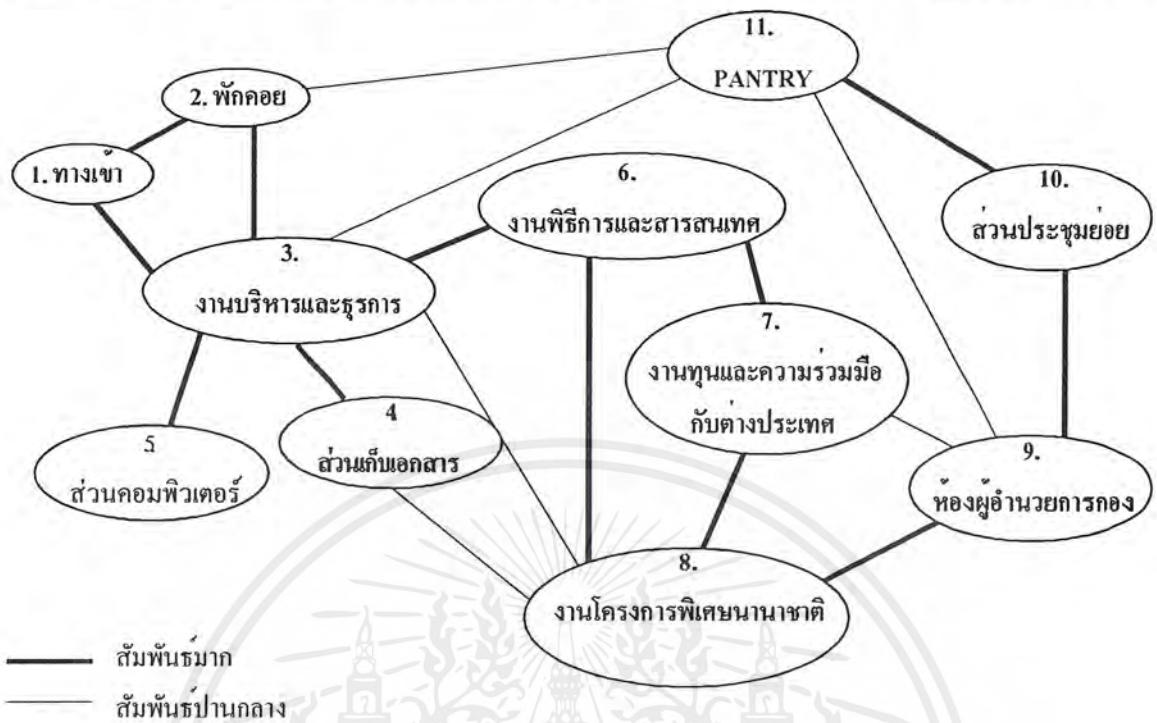 11.
PANTRY
2. พักคอย
1. ทางเข้า
6.
งานพิธีการและสารสนเทศ
10.
ส่วนประชุมย่อย
3.
งานบริหารและธุรการ
7.
งานทุนและความร่วมมือ
กับต่างประเทศ
4
ส่วนเก็บเอกสาร
5
ส่วนคอมพิวเตอร์
9.
ห้องผู้อำนวยการกอง
8.
งานโครงการพิเศษนานาชาติ
สัมพันธ์มาก
สัมพันธ์ปานกลาง